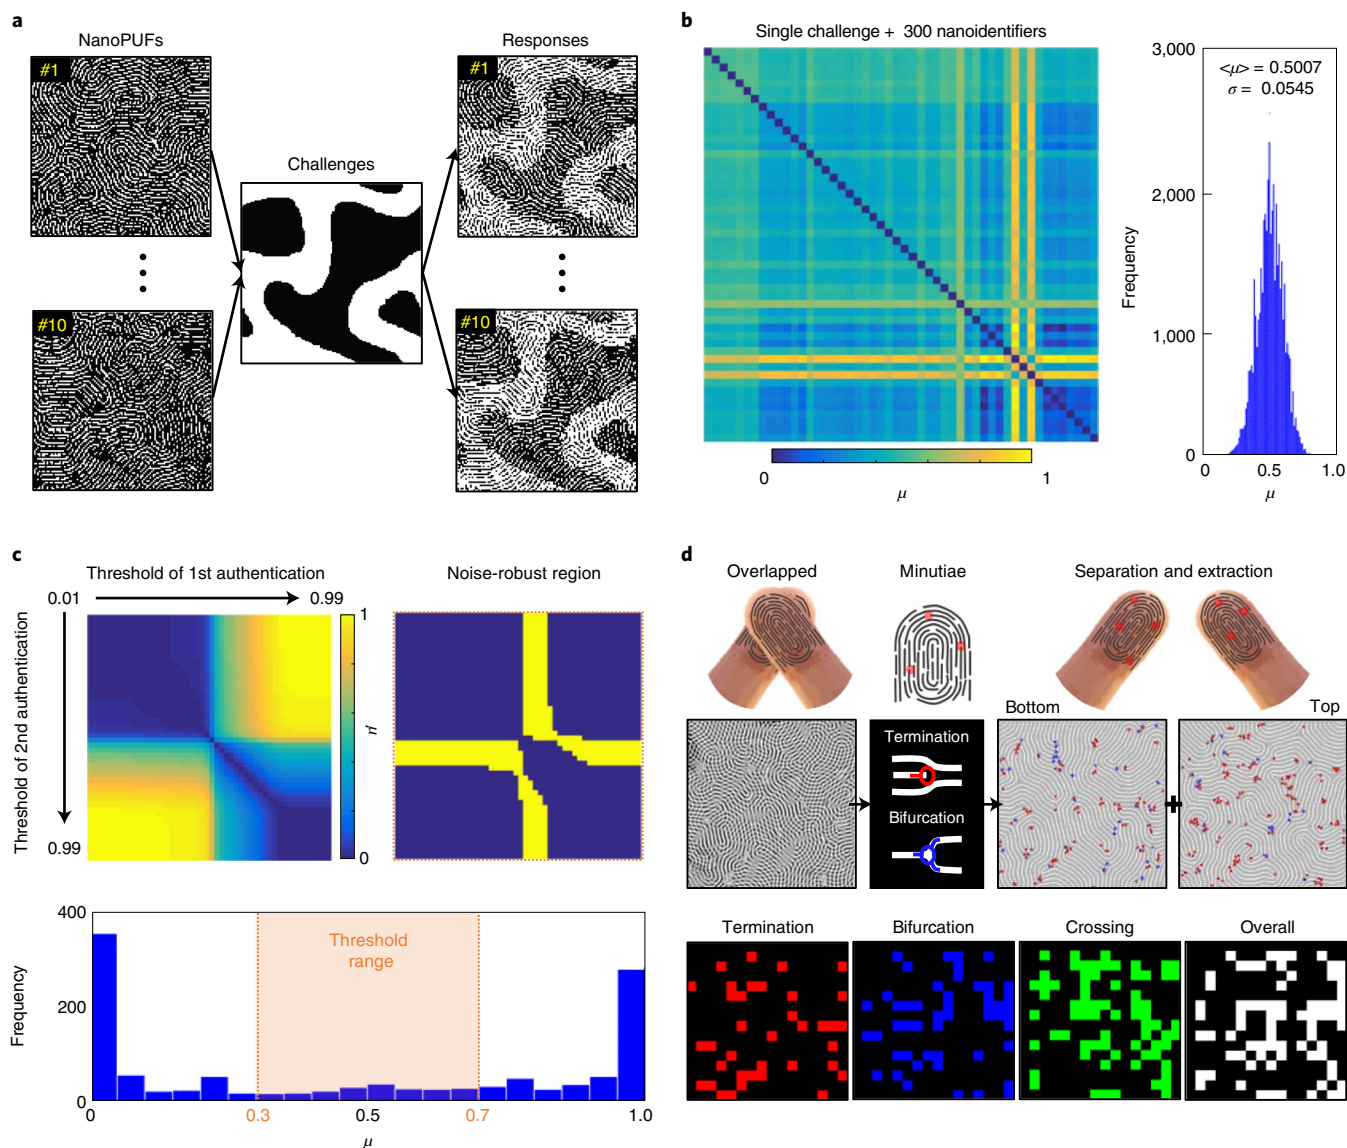 a
NanoPUFs
Responses
#1
#1
Challenges
#10
#10
b
Single challenge + 300 nanoidentifiers
0
1
μ
3,000
2,000
1,000
0
Frequency
<μ> = 0.5007
σ = 0.0545
0
0.5
1.0
μ
c
Threshold of 1st authentication
0.01
0.99
Threshold of 2nd authentication
0.99
1
μ
0
Noise-robust region
400
200
0
Frequency
Threshold
range
0
0.3
0.5
0.7
1.0
μ
d
Overlapped
Minutiae
Separation and extraction
Bottom
Top
Termination
Bifurcation
+
Termination
Bifurcation
Crossing
Overall